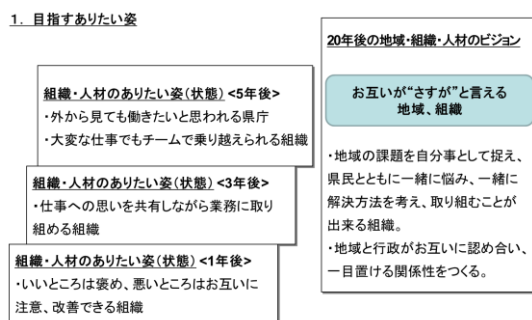 1. 目指すありたい姿
組織・人材のありたい姿(状態) <5年後>
・外から見ても働きたいと思われる県庁
・大変な仕事でもチームで乗り越えられる組織
組織・人材のありたい姿(状態) <3年後>
・仕事への思いを共有しながら業務に取り
組める組織
組織・人材のありたい姿(状態) <1年後>
・いいところは褒め、悪いところはお互いに
注意、改善できる組織
20年後の地域・組織・人材のビジョン
お互いが“さすが”と言える
地域、組織
・地域の課題を自分事として捉え、
県民とともに一緒に悩み、一緒に
解決方法を考え、取り組むことが
出来る組織。
・地域と行政がお互いに認め合い、
一目置ける関係性をつくる。